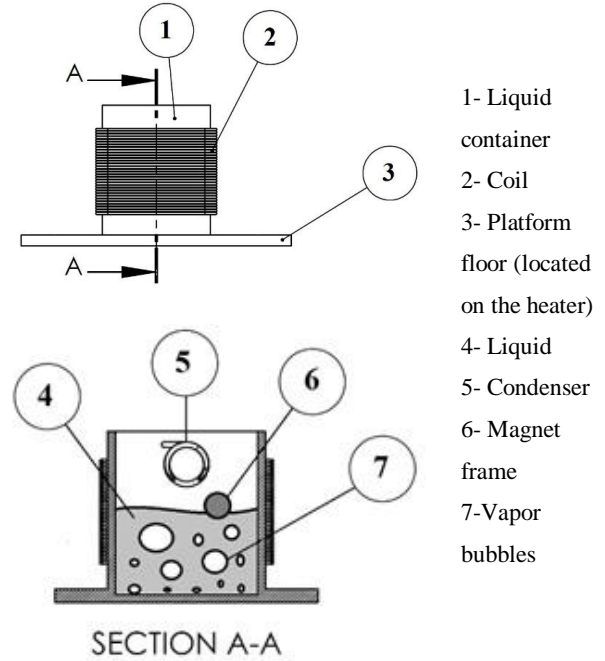 1
2
A
3
A
1- Liquid
container
2- Coil
3- Platform
floor (located
on the heater)
4- Liquid
5- Condenser
6- Magnet
frame
7-Vapor
bubbles
5
6
4
7
SECTION A-A